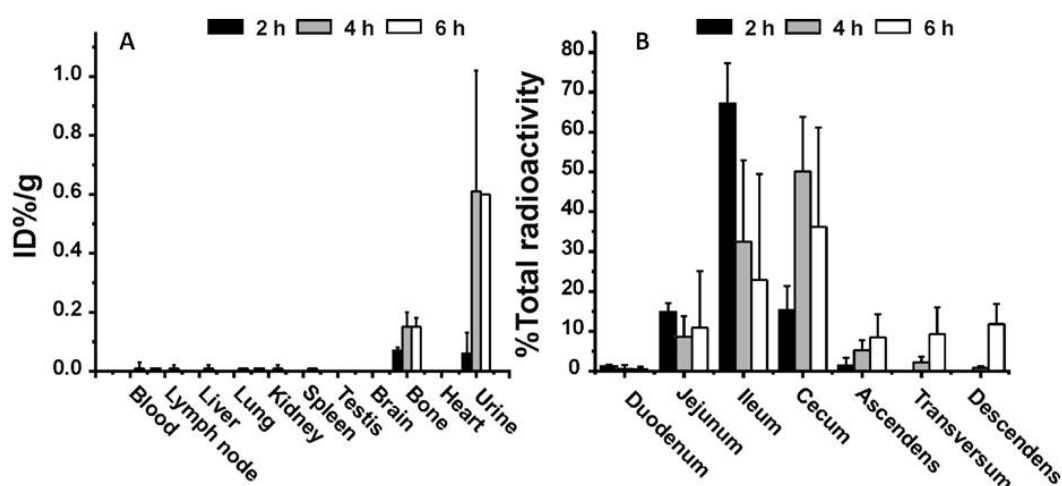 A
2 h 4 h 6 h
ID%/g
1.0
0.8
0.6
0.4
0.2
0.0
Blood
Lymph node
Liver
Lung
Kidney
Spleen
Testis
Brain
Bone
Heart
Urine
B
2 h 4 h 6 h
%Total radioactivity
80
70
60
50
40
30
20
10
0
Duodenum
Jejunum
Ileum
Cecum
Ascendens
Transversum
Descendens